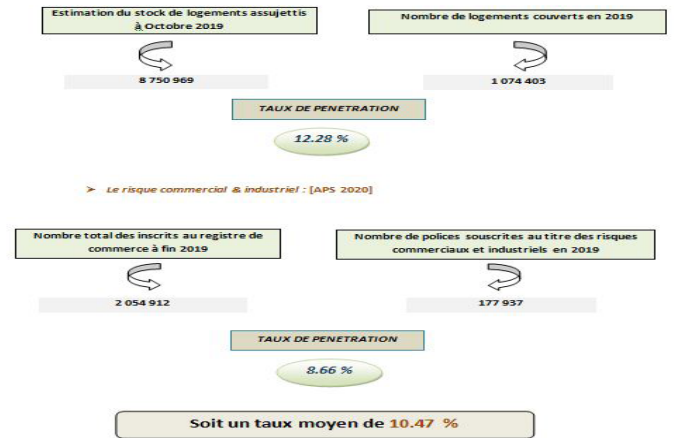 Estimation du stock de logements assujettis
à Octobre 2019
Nombre de logements couverts en 2019
8 750 969
1 074 403
TAUX DE PENETRATION
12.28 %
➤ Le risque commercial & industriel : [APS 2020]
Nombre total des inscrits au registre de
commerce à fin 2019
Nombre de polices souscrites au titre des risques
commerciaux et industriels en 2019
2 054 912
177 937
TAUX DE PENETRATION
8.66 %
Soit un taux moyen de 10.47 %